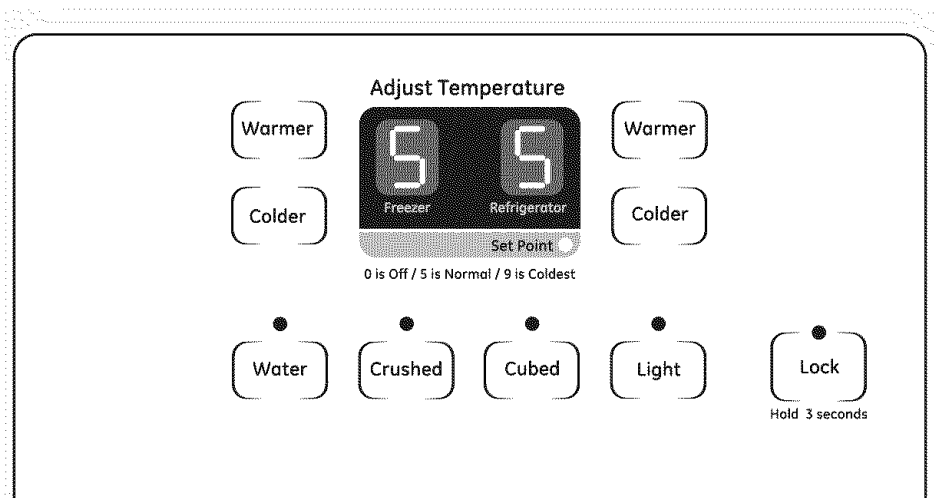 Adjust Temperature
Warmer
5 5
Warmer
Freezer Refrigerator
Colder
Colder
Set Point
0 is Off / 5 is Normal / 9 is Coldest
Water
Crushed
Cubed
Light
Lock
Hold 3 seconds